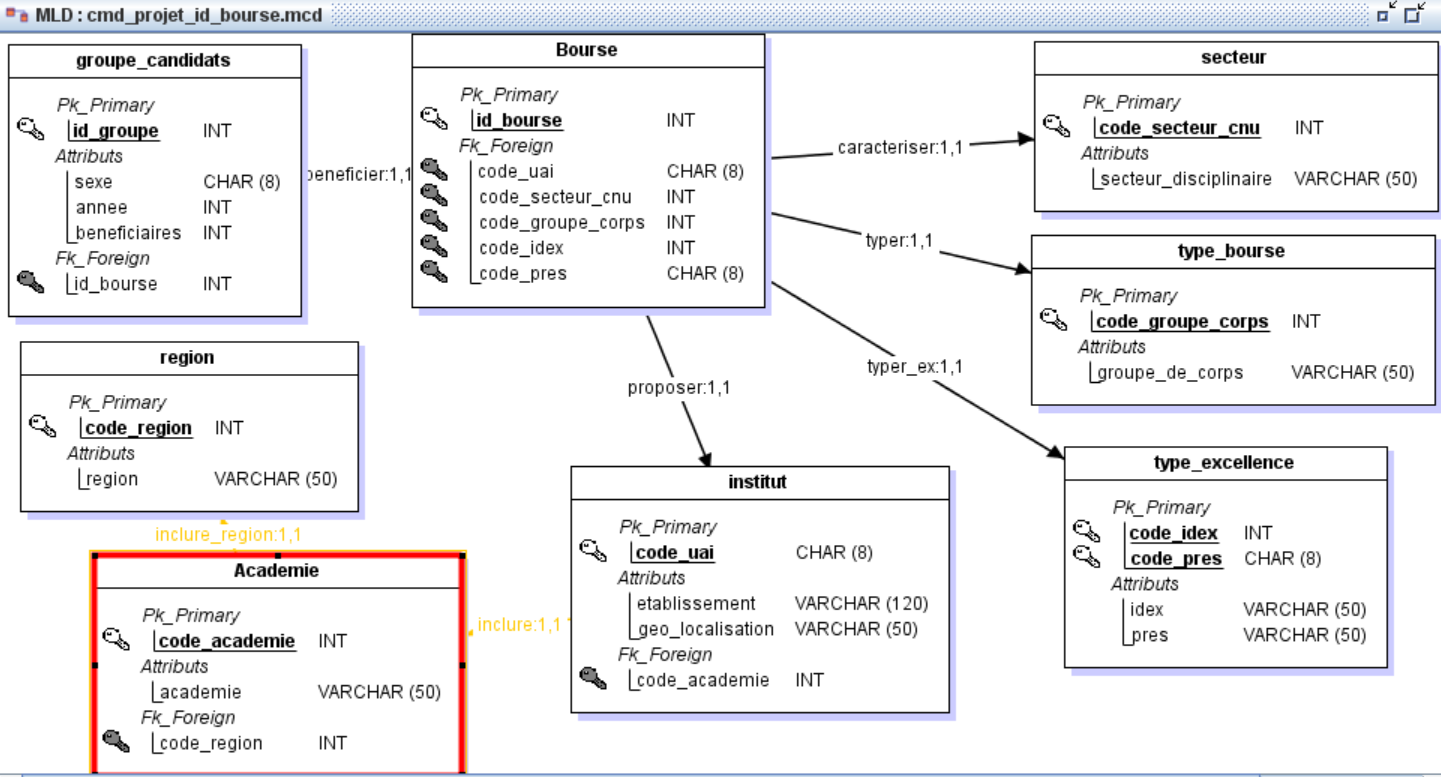 MLD : cmd_projet_id_bourse.mcd
groupe_candidats
Pk_Primary
id_groupe INT
Attributs
sexe CHAR (8)
annee INT
beneficiaires INT
Fk_Foreign
id_bourse INT
beneficier:1,1
Bourse
Pk_Primary
id_bourse INT
Fk_Foreign
code_uai CHAR (8)
code_secteur_cnu INT
code_groupe_corps INT
code_idex INT
code_pres CHAR (8)
caracteriser:1,1
secteur
Pk_Primary
code_secteur_cnu INT
Attributs
secteur_disciplinaire VARCHAR (50)
typer:1,1
type_bourse
Pk_Primary
code_groupe_corps INT
Attributs
groupe_de_corps VARCHAR (50)
typer_ex:1,1
proposer:1,1
region
Pk_Primary
code_region INT
Attributs
region VARCHAR (50)
inclure_region:1,1
Academie
Pk_Primary
code_academie INT
Attributs
academie VARCHAR (50)
Fk_Foreign
code_region INT
inclure:1,1
institut
Pk_Primary
code_uai CHAR (8)
Attributs
etablissement VARCHAR (120)
geo_localisation VARCHAR (50)
Fk_Foreign
code_academie INT
type_excellence
Pk_Primary
code_idex INT
code_pres CHAR (8)
Attributs
idex VARCHAR (50)
pres VARCHAR (50)